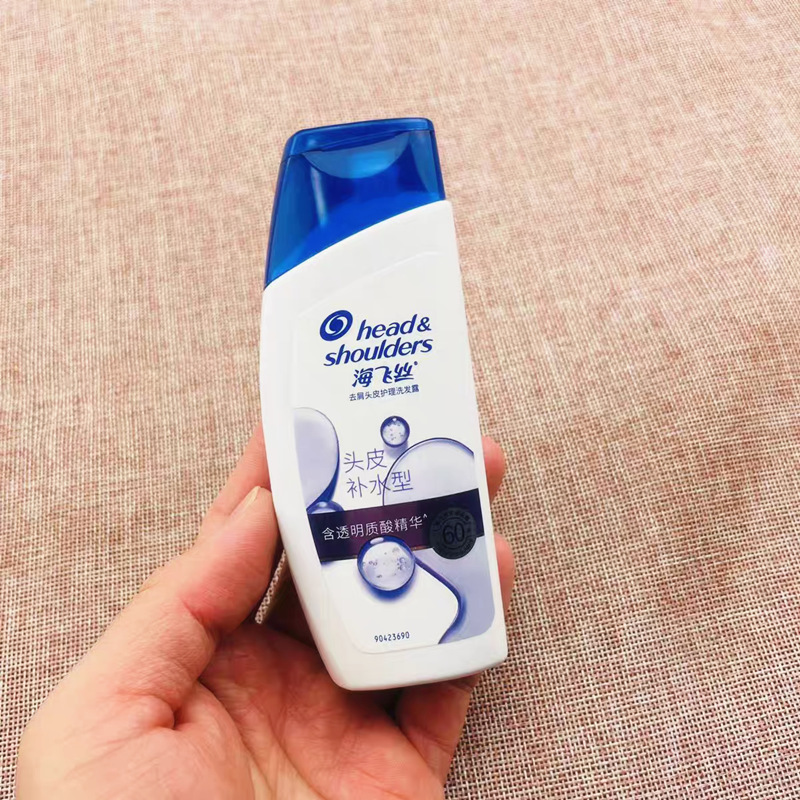 head &
shoulders
海飞丝®
去屑头皮护理洗发露
头皮
补水型
含透明质酸精华^
60
90423690